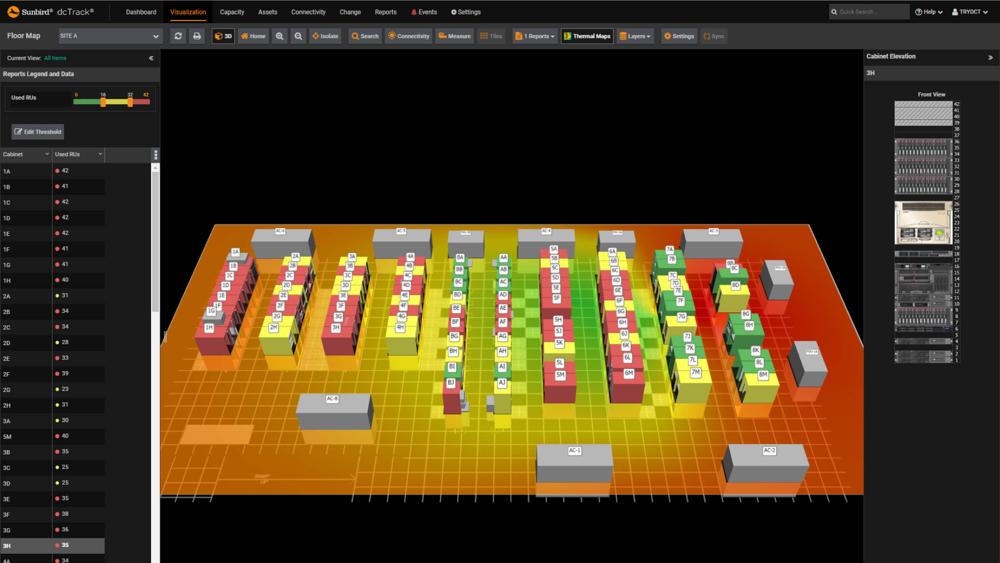 Sunbird® dcTrack®
Dashboard
Visualization
Capacity
Assets
Connectivity
Change
Reports
Events
Settings
Quick Search...
Help
TRYDCT
Floor Map
SITE A
3D
Home
Isolate
Search
Connectivity
Measure
Tiles
1 Reports
Thermal Maps
Layers
Settings
Sync
Current View: All Items
Reports Legend and Data
Used RUs
0 16 32 42
Edit Threshold
Cabinet Used RUs
1A 42
1B 41
1C 42
1D 42
1E 42
1F 41
1G 41
1H 40
2A 31
2B 34
2C 34
2D 28
2E 33
2F 39
2G 23
2H 31
3A 30
5M 40
3B 35
3C 25
3D 25
3E 35
3F 38
3G 36
3H 35
4A 34
AC-6
AC-5
PDU-2B
AC-4
PDU-2A
AC-3
1A
1B
1C
1D
1E
1F
1G
1H
2A
2B
2C
2D
2E
2F
2G
2H
3A
3B
3C
3D
3E
3F
3G
3H
4A
4B
4C
4D
4E
4F
4G
4H
BA
BB
BC
BD
BE
BF
BG
BH
BI
BJ
AA
AB
AC
AD
AE
AF
AG
AH
AI
AJ
5A
5B
5C
5D
5E
5F
5H
5J
5K
5L
5M
6A
6B
6C
6D
6E
6F
6G
6H
6J
6K
6L
6M
7A
7B
7C
7D
7E
7F
7G
7J
7K
7L
7M
8B
8C
8D
8G
8H
8K
8L
8M
PDU-1B
PDU-1A
AC-8
AC-1
AC-2
RAMP
UP
Cabinet Elevation
3H
Front View
42
41
40
39
38
37
36
35
34
33
32
31
30
29
28
27
26
25
24
23
22
21
20
19
18
17
16
15
14
13
12
11
10
9
8
7
6
5
4
3
2
1